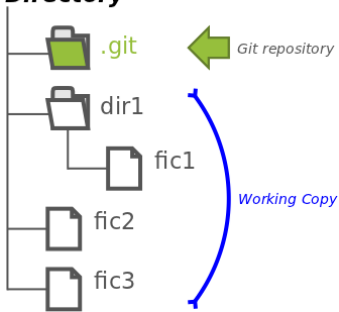 Directory
.git
Git repository
dir1
fic1
Working Copy
fic2
fic3